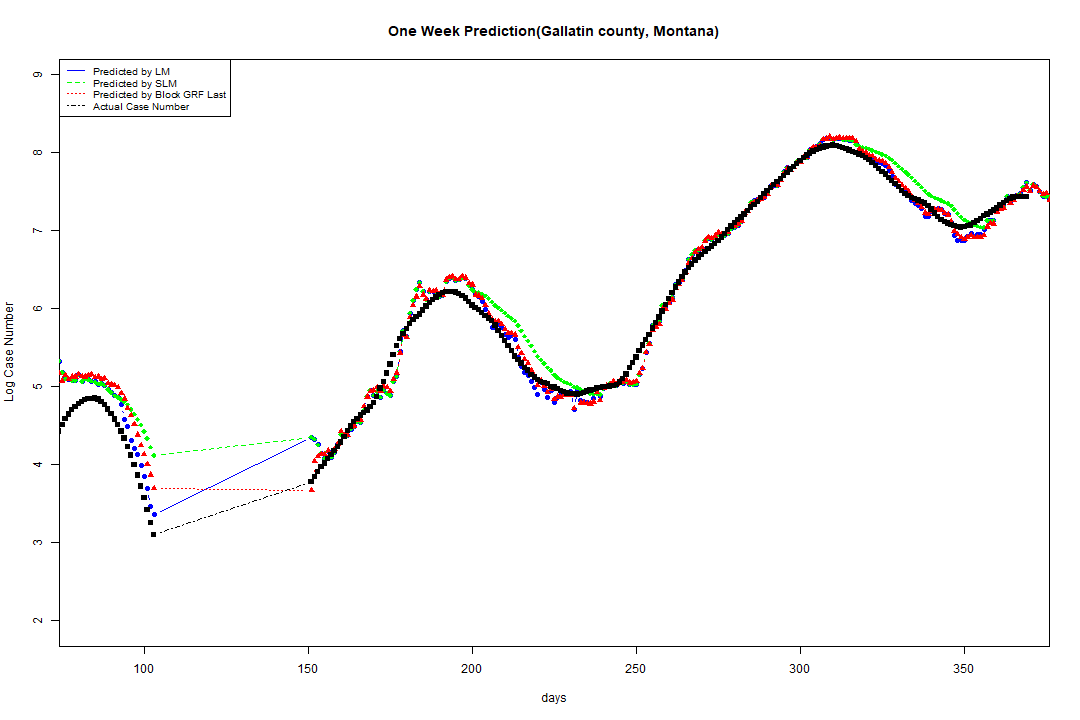 One Week Prediction(Gallatin county, Montana)
Predicted by LM
Predicted by SLM
Predicted by Block GRF Last
Actual Case Number
9
8
7
6
5
4
3
2
Log Case Number
100 150 200 250 300 350
days